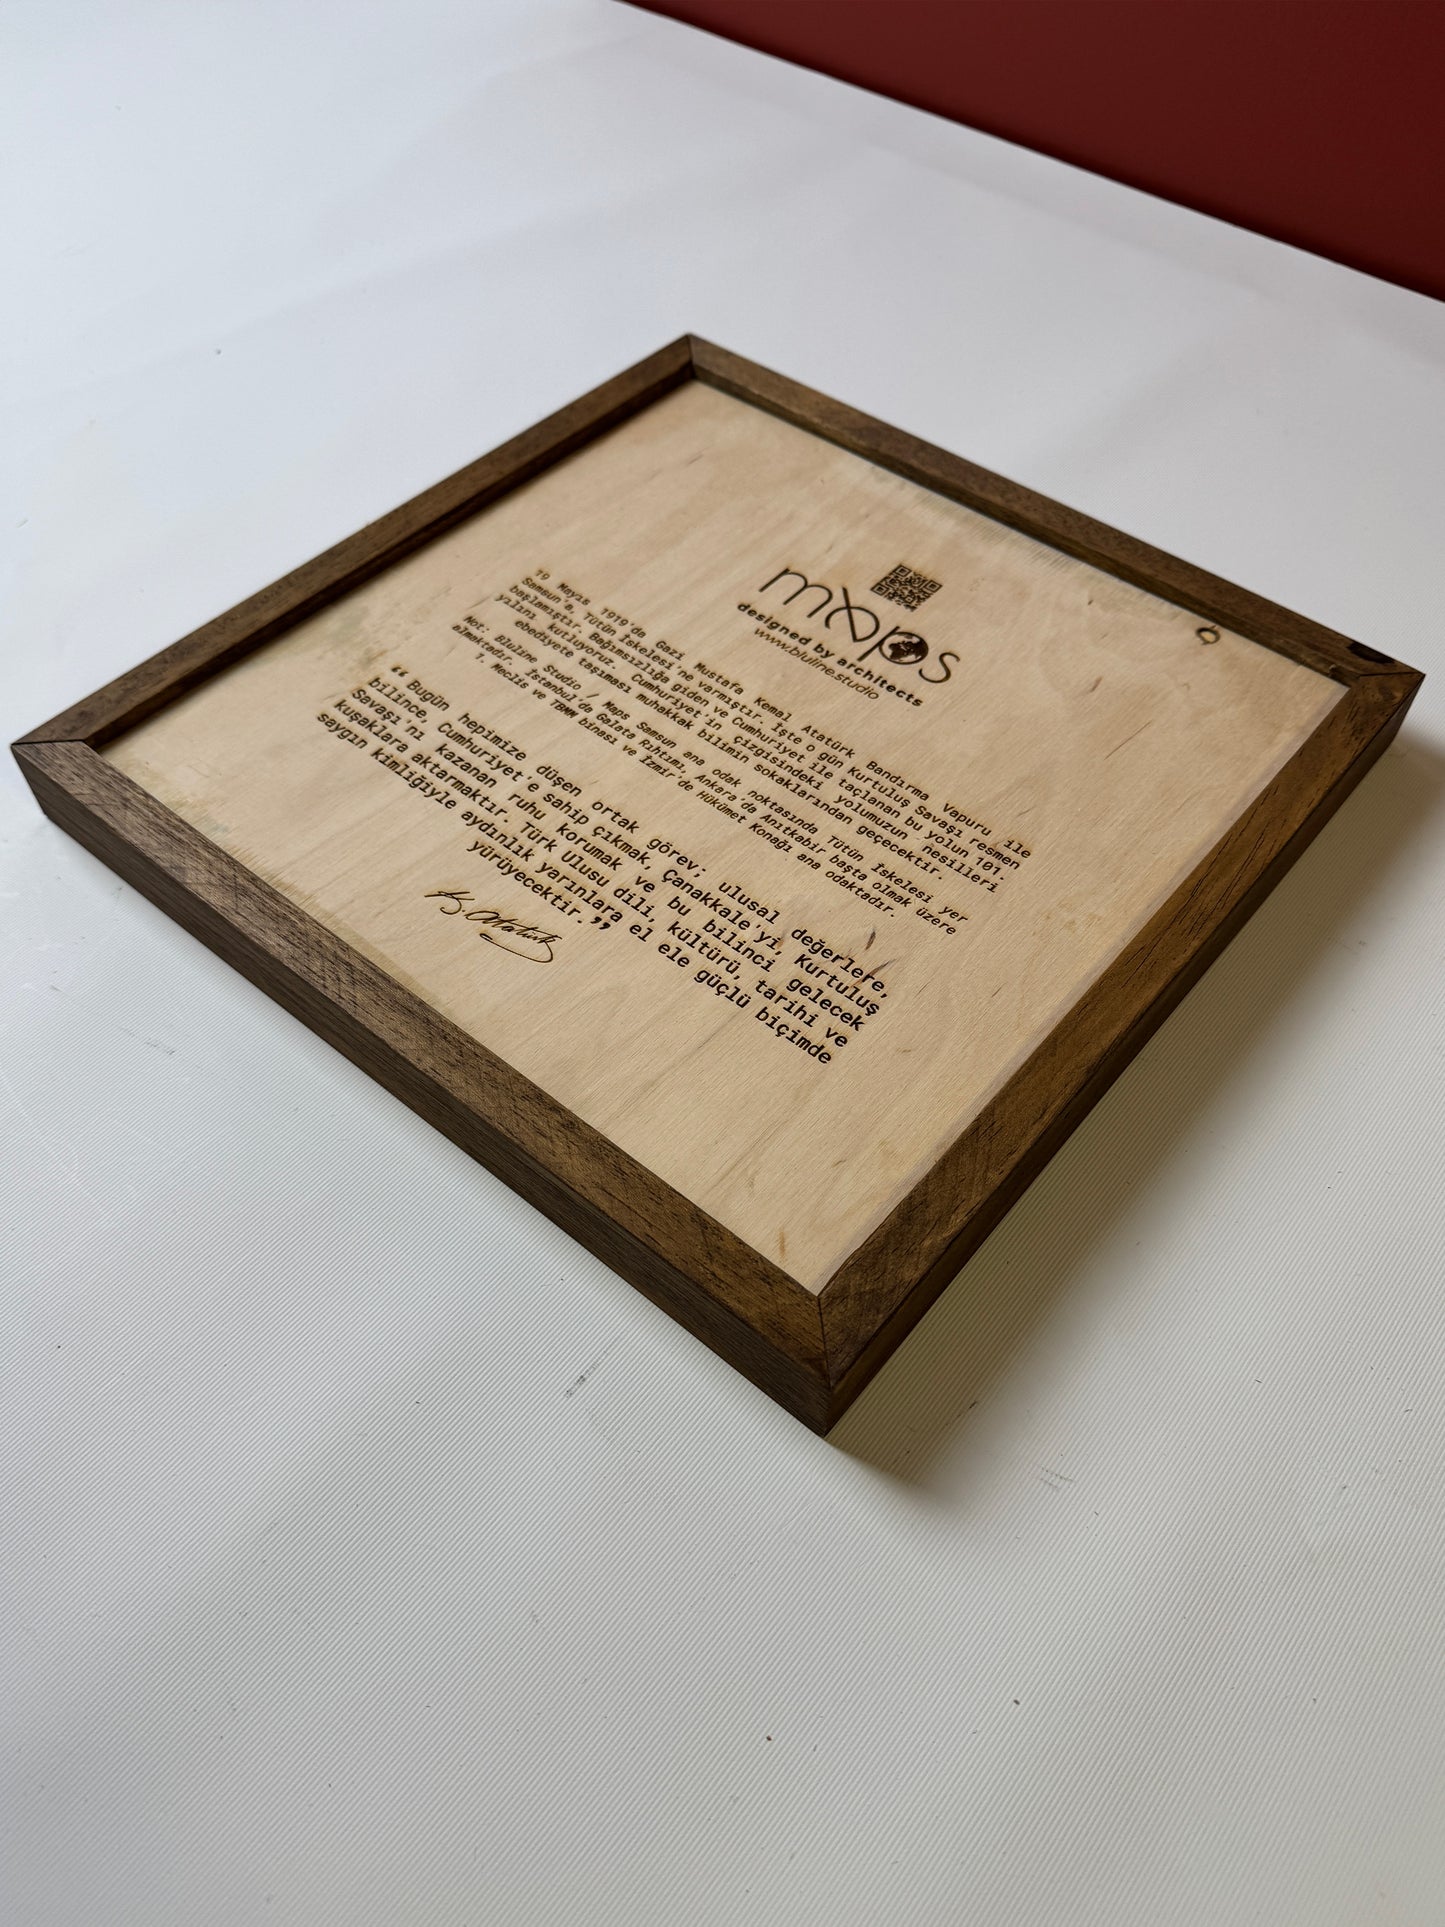 maps
designed by architects
www.bluline.studio
19 Mayıs 1919'da Gazi Mustafa Kemal Atatürk Bandırma Vapuru ile
Samsun'a, Tütün İskelesi'ne varmıştır. İşte o gün Kurtuluş Savaşı resmen
başlamıştır. Bağımsızlığa giden ve Cumhuriyet ile taçlanan bu yolun 101.
yılını kutluyoruz. Cumhuriyet'in çizgisindeki yolumuzun nesilleri
ebediyete taşıması muhakkak bilimin sokaklarından geçecektir.
Not: Bluline Studio / Maps Samsun ana odak noktasında Tütün İskelesi yer
almaktadır. İstanbul'da Galata Rıhtımı, Ankara'da Anıtkabir başta olmak üzere
1. Meclis ve TBMM binası ve İzmir'de Hükümet Konağı ana odaktadır.
“Bugün hepimize düşen ortak görev; ulusal değerlere,
bilince, Cumhuriyet'e sahip çıkmak, Çanakkale'yi, Kurtuluş
Savaşı'nı kazanan ruhu korumak ve bu bilinci gelecek
kuşaklara aktarmaktır. Türk Ulusu dili, kültürü, tarihi ve
saygın kimliğiyle aydınlık yarınlara el ele güçlü biçimde
yürüyecektir.”
K. Atatürk